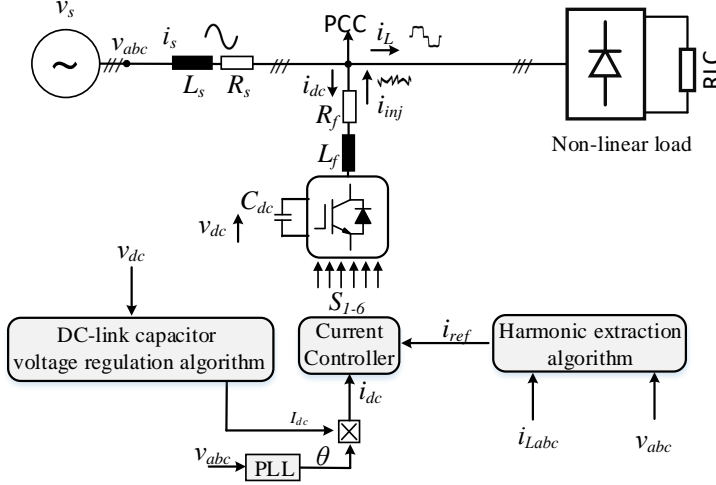 v_s
v_abc
i_s
L_s
R_s
PCC
i_L
i_dc
i_inj
R_f
L_f
RLC
Non-linear load
C_dc
v_dc
S_1-6
v_dc
DC-link capacitor
voltage regulation algorithm
Current
Controller
i_ref
Harmonic extraction
algorithm
i_dc
I_dc
i_Labc
v_abc
v_abc
PLL
θ